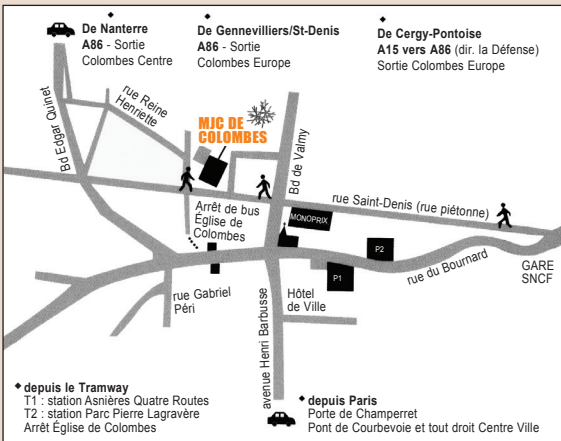 De Nanterre
A86 - Sortie
Colombes Centre
De Gennevilliers/St-Denis
A86 - Sortie
Colombes Europe
De Cergy-Pontoise
A15 vers A86 (dir. la Défense)
Sortie Colombes Europe
Bd Edgar Quinet
rue Reine
Henriette
MJC DE
COLOMBES
Bd de Valmy
rue Saint-Denis (rue piétonne)
Arrêt de bus
Église de
Colombes
MONOPRIX
P2
P1
rue du Bournard
GARE
SNCF
rue Gabriel
Péri
avenue Henri Barbusse
Hôtel
de Ville
depuis le Tramway
T1 : station Asnières Quatre Routes
T2 : station Parc Pierre Lagravère
Arrêt Église de Colombes
depuis Paris
Porte de Champerret
Pont de Courbevoie et tout droit Centre Ville